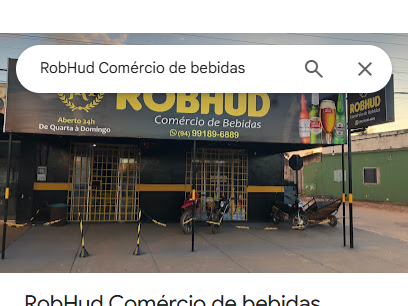 RobHud Comércio de bebidas
ROBHUD
Comércio de Bebidas
Aberto 24h
De Quarta à Domingo
(94) 99189-6889
ROBHUD
RobHud Comércio de bebidas